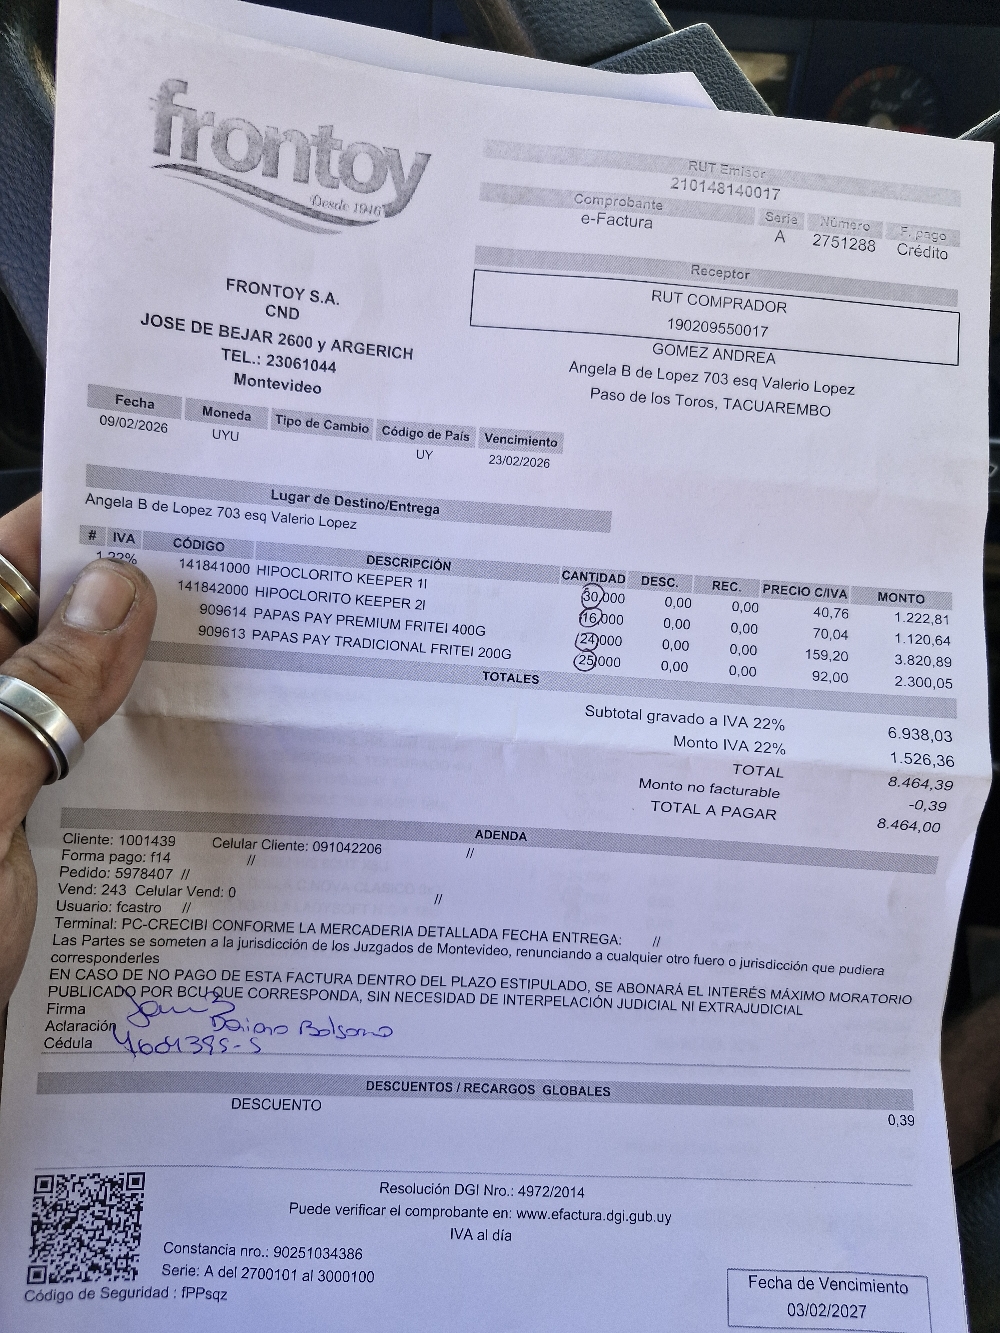 frontoy
Desde 1946
RUT Emisor
210148140017
Comprobante Serie Número F. pago
e-Factura A 2751288 Crédito
Receptor
RUT COMPRADOR
190209550017
GOMEZ ANDREA
Angela B de Lopez 703 esq Valerio Lopez
Paso de los Toros, TACUAREMBO
FRONTOY S.A.
CND
JOSE DE BEJAR 2600 y ARGERICH
TEL.: 23061044
Montevideo
Fecha Moneda Tipo de Cambio Código de País Vencimiento
09/02/2026 UYU UY 23/02/2026
Lugar de Destino/Entrega
Angela B de Lopez 703 esq Valerio Lopez
# IVA CÓDIGO DESCRIPCIÓN CANTIDAD DESC. REC. PRECIO C/IVA MONTO
1 22% 141841000 HIPOCLORITO KEEPER 1l 30,000 0,00 0,00 40,76 1.222,81
141842000 HIPOCLORITO KEEPER 2l 16,000 0,00 0,00 70,04 1.120,64
909614 PAPAS PAY PREMIUM FRITEI 400G 24,000 0,00 0,00 159,20 3.820,89
909613 PAPAS PAY TRADICIONAL FRITEI 200G 25,000 0,00 0,00 92,00 2.300,05
TOTALES
Subtotal gravado a IVA 22% 6.938,03
Monto IVA 22% 1.526,36
TOTAL 8.464,39
Monto no facturable -0,39
TOTAL A PAGAR 8.464,00
ADENDA
Cliente: 1001439 Celular Cliente: 091042206 //
Forma pago: f14 //
Pedido: 5978407 //
Vend: 243 Celular Vend: 0 //
Usuario: fcastro //
Terminal: PC-CRECIBI CONFORME LA MERCADERIA DETALLADA FECHA ENTREGA: //
Las Partes se someten a la jurisdicción de los Juzgados de Montevideo, renunciando a cualquier otro fuero o jurisdicción que pudiera
corresponderles
EN CASO DE NO PAGO DE ESTA FACTURA DENTRO DEL PLAZO ESTIPULADO, SE ABONARÁ EL INTERÉS MÁXIMO MORATORIO
PUBLICADO POR BCU QUE CORRESPONDA, SIN NECESIDAD DE INTERPELACIÓN JUDICIAL NI EXTRAJUDICIAL
Firma
Aclaración
Cédula
DESCUENTOS / RECARGOS GLOBALES
DESCUENTO 0,39
Resolución DGI Nro.: 4972/2014
Puede verificar el comprobante en: www.efactura.dgi.gub.uy
IVA al día
Constancia nro.: 90251034386
Serie: A del 2700101 al 3000100
Código de Seguridad : fPPsqz
Fecha de Vencimiento
03/02/2027